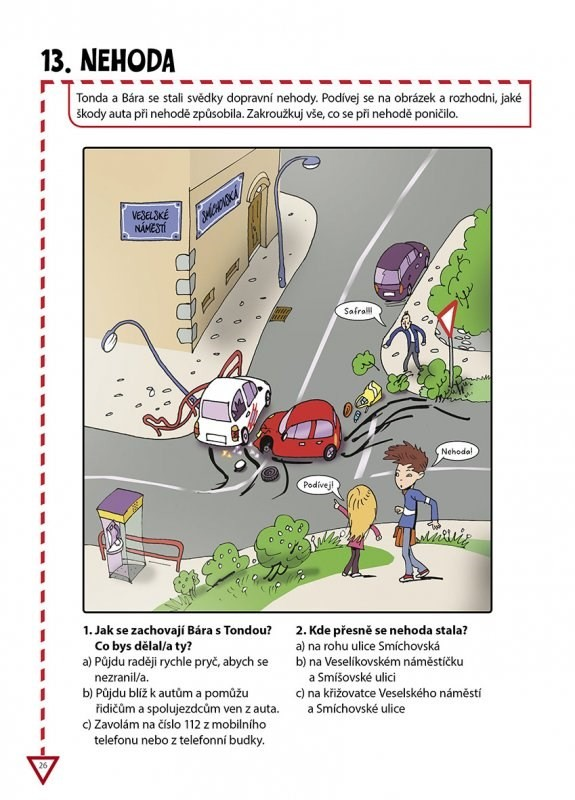 13. NEHODA
Tonda a Bára se stali svědky dopravní nehody. Podívej se na obrázek a rozhodni, jaké
škody auta při nehodě způsobila. Zakroužkuj vše, co se při nehodě poničilo.
VESELSKÉ
NÁMĚSTÍ
SMÍCHOVSKÁ
Safra!!!
Nehoda!
Podívej!
1. Jak se zachovají Bára s Tondou?
Co bys dělal/a ty?
a) Půjdu raději rychle pryč, abych se
nezranil/a.
b) Půjdu blíž k autům a pomůžu
řidičům a spolujezdcům ven z auta.
c) Zavolám na číslo 112 z mobilního
telefonu nebo z telefonní budky.
2. Kde přesně se nehoda stala?
a) na rohu ulice Smíchovská
b) na Veselíkovském náměstíčku
a Smíšovské ulici
c) na křižovatce Veselského náměstí
a Smíchovské ulice
26